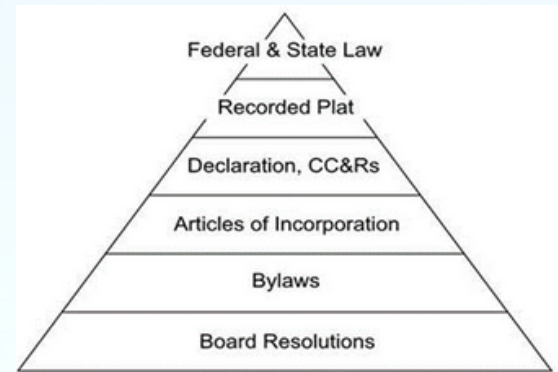 Federal & State Law
Recorded Plat
Declaration, CC&Rs
Articles of Incorporation
Bylaws
Board Resolutions